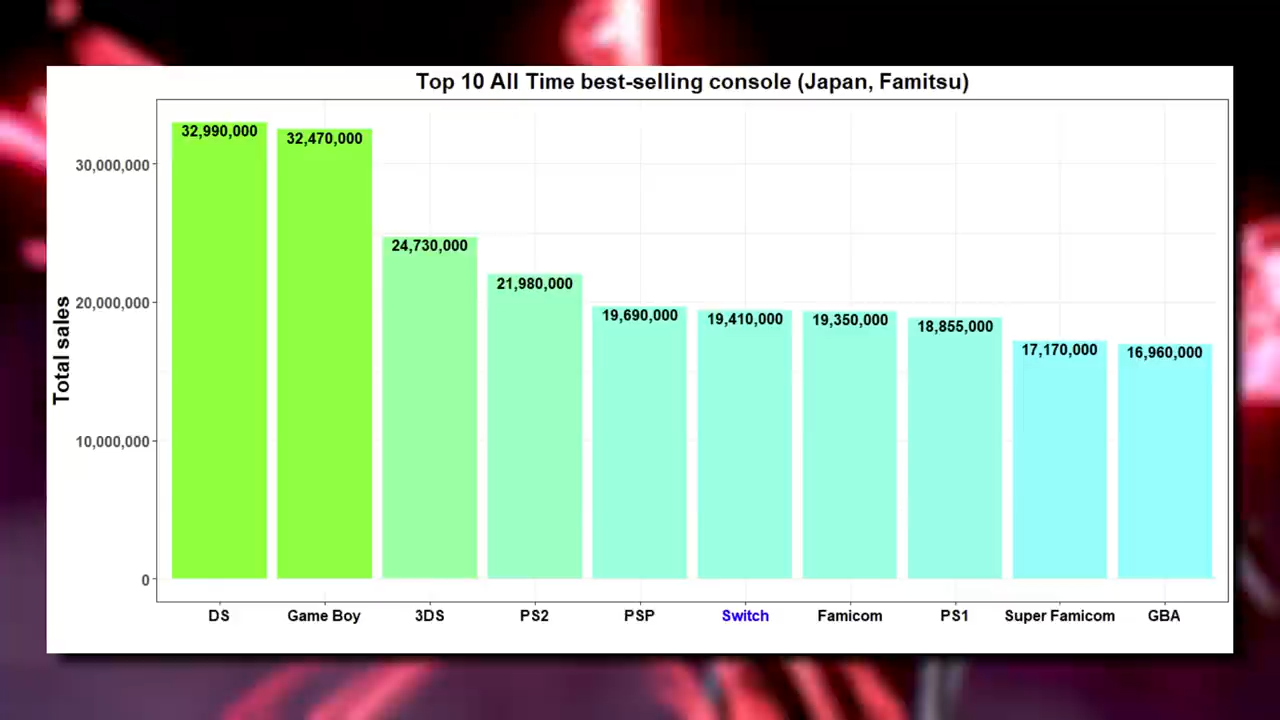 Top 10 All Time best-selling console (Japan, Famitsu)
Total sales
30,000,000
20,000,000
10,000,000
0
32,990,000
32,470,000
24,730,000
21,980,000
19,690,000
19,410,000
19,350,000
18,855,000
17,170,000
16,960,000
DS
Game Boy
3DS
PS2
PSP
Switch
Famicom
PS1
Super Famicom
GBA